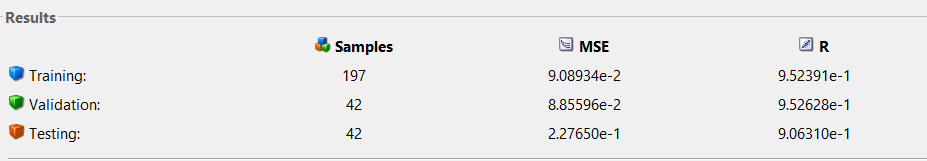 Results
Samples MSE R
Training: 197 9.08934e-2 9.52391e-1
Validation: 42 8.85596e-2 9.52628e-1
Testing: 42 2.27650e-1 9.06310e-1